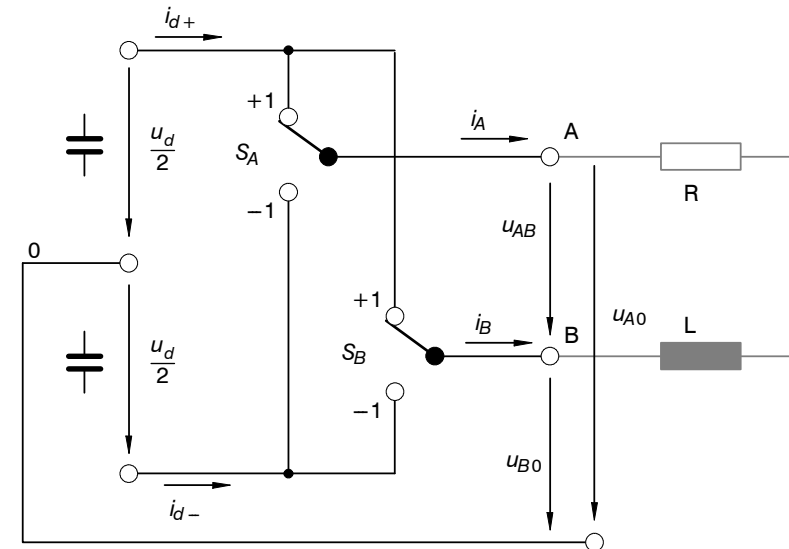 i_{d+}
+1
S_A
−1
u_d
2
i_A
A
R
u_{AB}
0
+1
S_B
−1
i_B
B
u_{A0}
L
u_d
2
u_{B0}
i_{d−}